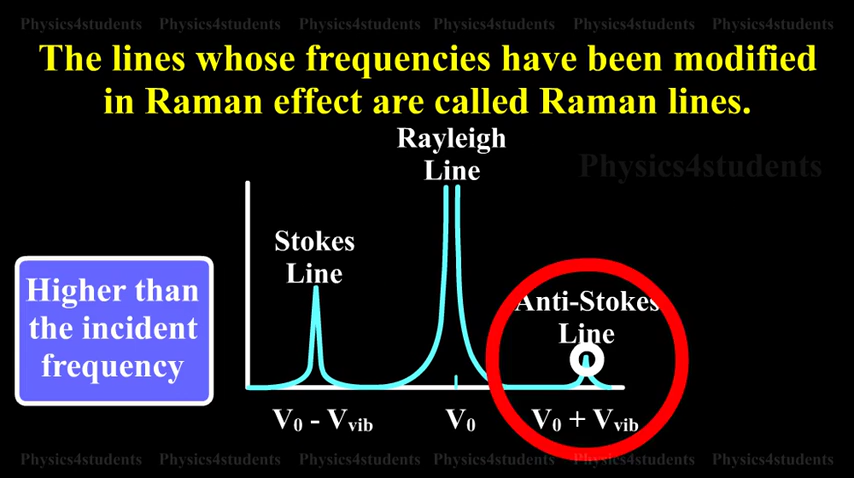 Physics4students Physics4students Physics4students Physics4students Physics4students Physics4students
The lines whose frequencies have been modified
in Raman effect are called Raman lines.
Rayleigh
Line
Physics4students
Stokes
Line
Higher than
the incident
frequency
Anti-Stokes
Line
V₀ - Vvib
V₀
V₀ + Vvib
Physics4students Physics4students Physics4students Physics4students Physics4students Physics4students